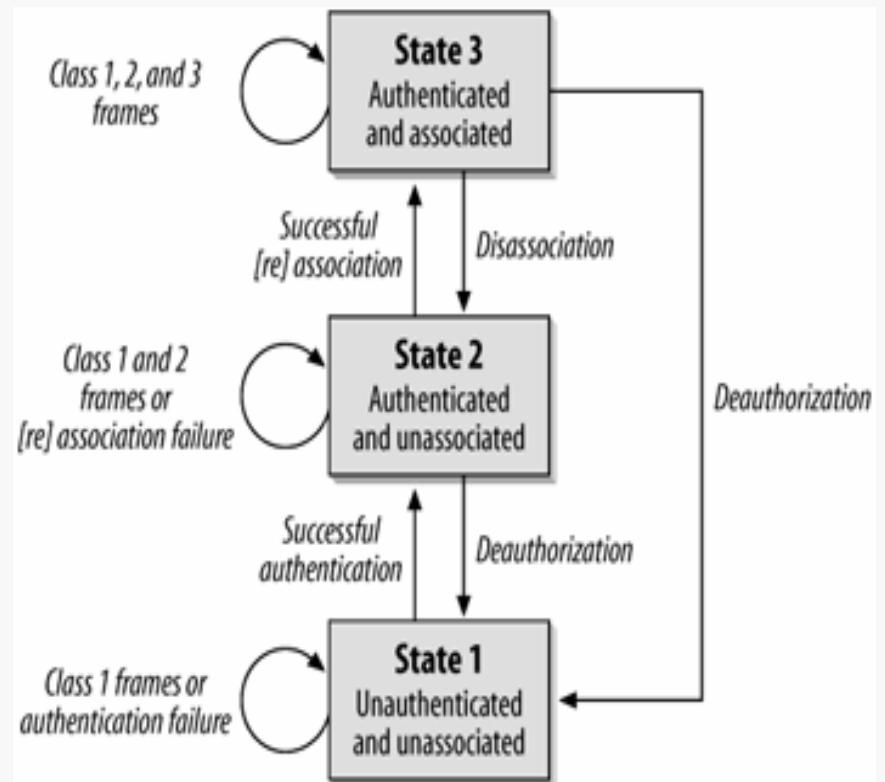 State 3
Authenticated
and associated
Class 1, 2, and 3
frames
Successful
[re] association
Disassociation
State 2
Authenticated
and unassociated
Class 1 and 2
frames or
[re] association failure
Deauthorization
Successful
authentication
Deauthorization
State 1
Unauthenticated
and unassociated
Class 1 frames or
authentication failure